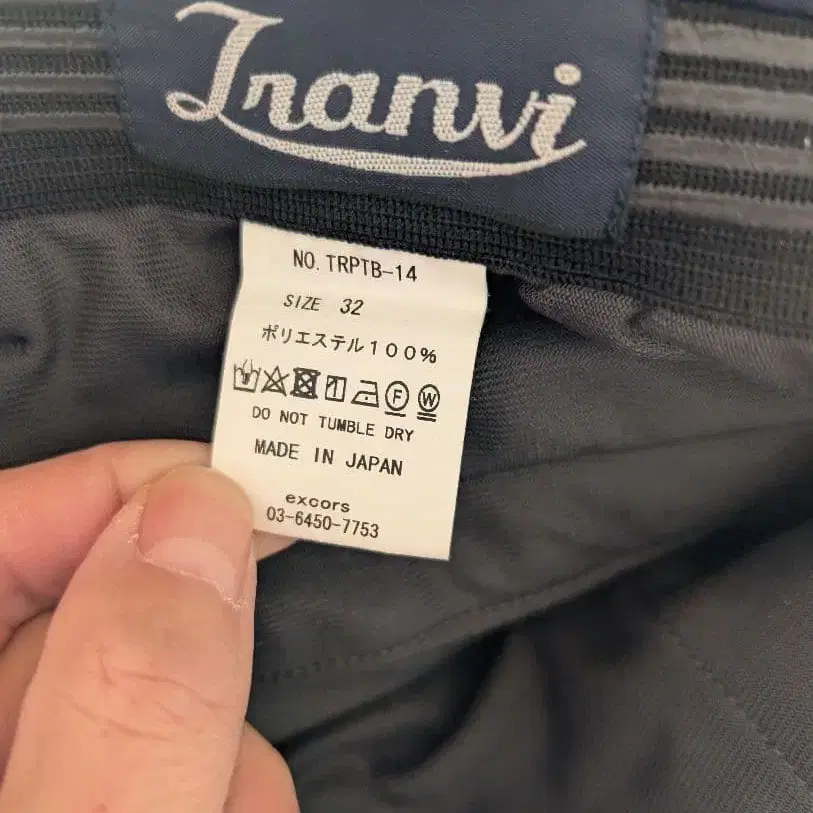 Tranvi
NO. TRPTB-14
SIZE 32
ポリエステル100%
F W
DO NOT TUMBLE DRY
MADE IN JAPAN
excors
03-6450-7753